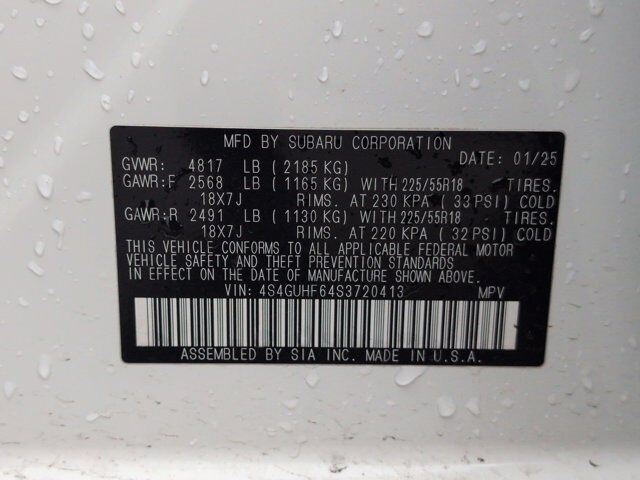 MFD BY SUBARU CORPORATION
GVWR: 4817 LB (2185 KG) DATE: 01/25
GAWR:F 2568 LB (1165 KG) WITH 225/55R18 TIRES.
18X7J RIMS. AT 230 KPA (33 PSI) COLD
GAWR:R 2491 LB (1130 KG) WITH 225/55R18 TIRES.
18X7J RIMS. AT 220 KPA (32 PSI) COLD
THIS VEHICLE CONFORMS TO ALL APPLICABLE FEDERAL MOTOR
VEHICLE SAFETY AND THEFT PREVENTION STANDARDS
IN EFFECT ON THE DATE OF MANUFACTURE SHOWN ABOVE.
VIN: 4S4GUHF64S3720413 MPV
ASSEMBLED BY SIA INC. MADE IN U.S.A.